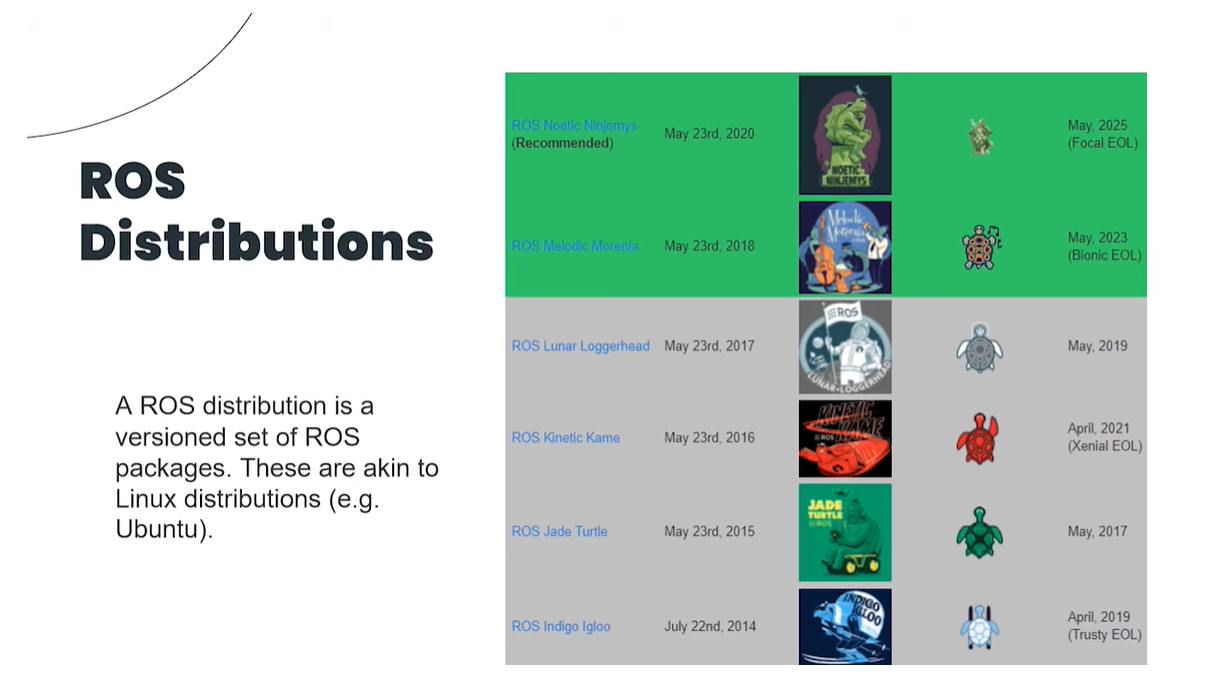 ROS
Distributions
A ROS distribution is a
versioned set of ROS
packages. These are akin to
Linux distributions (e.g.
Ubuntu).
ROS Noetic Ninjemys
(Recommended)
May 23rd, 2020
NOETIC
NINJEMYS
May, 2025
(Focal EOL)
ROS Melodic Morenia
May 23rd, 2018
Melodic
Morenia
May, 2023
(Bionic EOL)
ROS Lunar Loggerhead
May 23rd, 2017
ROS
LUNAR-LOGGERHEAD
May, 2019
ROS Kinetic Kame
May 23rd, 2016
KINETIC
KAME
ROS
April, 2021
(Xenial EOL)
ROS Jade Turtle
May 23rd, 2015
JADE
TURTLE
ROS
May, 2017
ROS Indigo Igloo
July 22nd, 2014
INDIGO
IGLOO
April, 2019
(Trusty EOL)